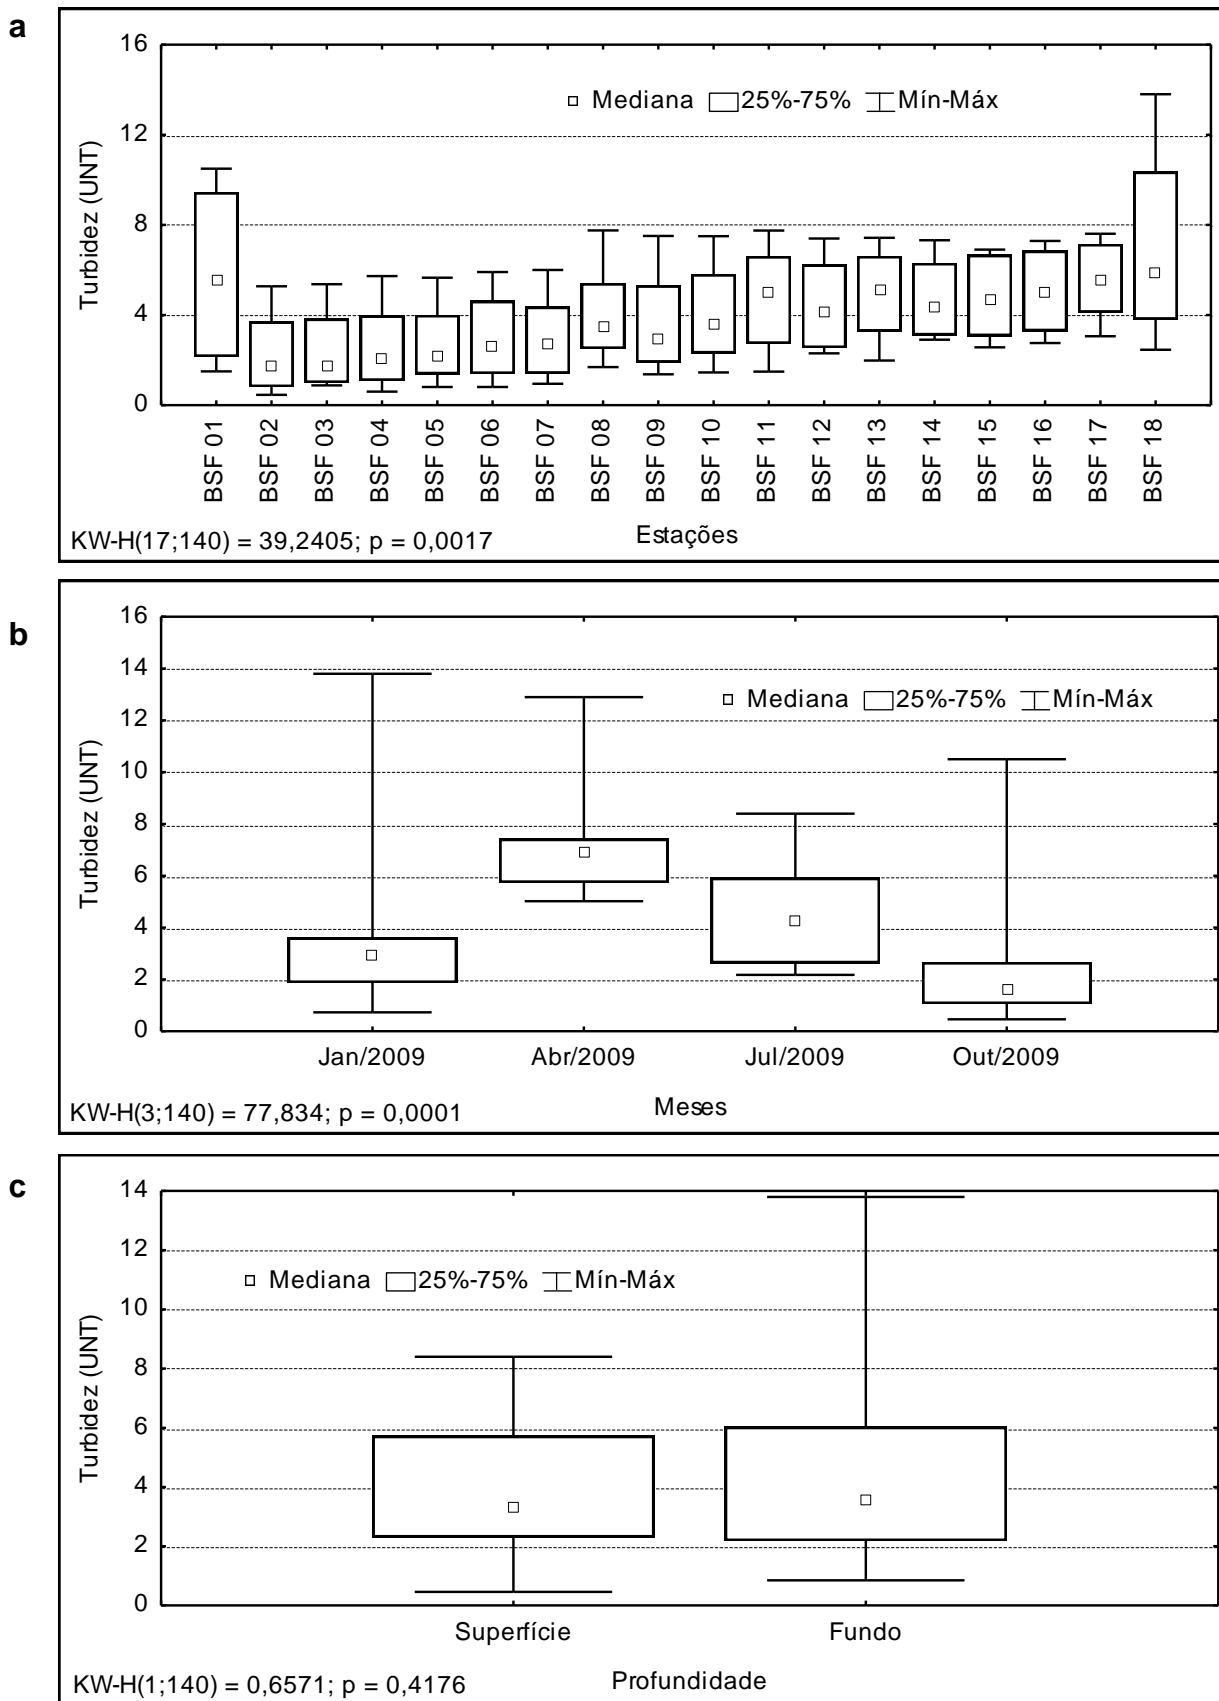 a
16
12
8
4
0
Turbidez (UNT)
Mediana 25%-75% Mín-Máx
BSF 01
BSF 02
BSF 03
BSF 04
BSF 05
BSF 06
BSF 07
BSF 08
BSF 09
BSF 10
BSF 11
BSF 12
BSF 13
BSF 14
BSF 15
BSF 16
BSF 17
BSF 18
Estações
KW-H(17;140) = 39,2405; p = 0,0017
b
16
14
12
10
8
6
4
2
0
Turbidez (UNT)
Mediana 25%-75% Mín-Máx
Jan/2009 Abr/2009 Jul/2009 Out/2009
Meses
KW-H(3;140) = 77,834; p = 0,0001
c
14
12
10
8
6
4
2
0
Turbidez (UNT)
Mediana 25%-75% Mín-Máx
Superfície Fundo
Profundidade
KW-H(1;140) = 0,6571; p = 0,4176